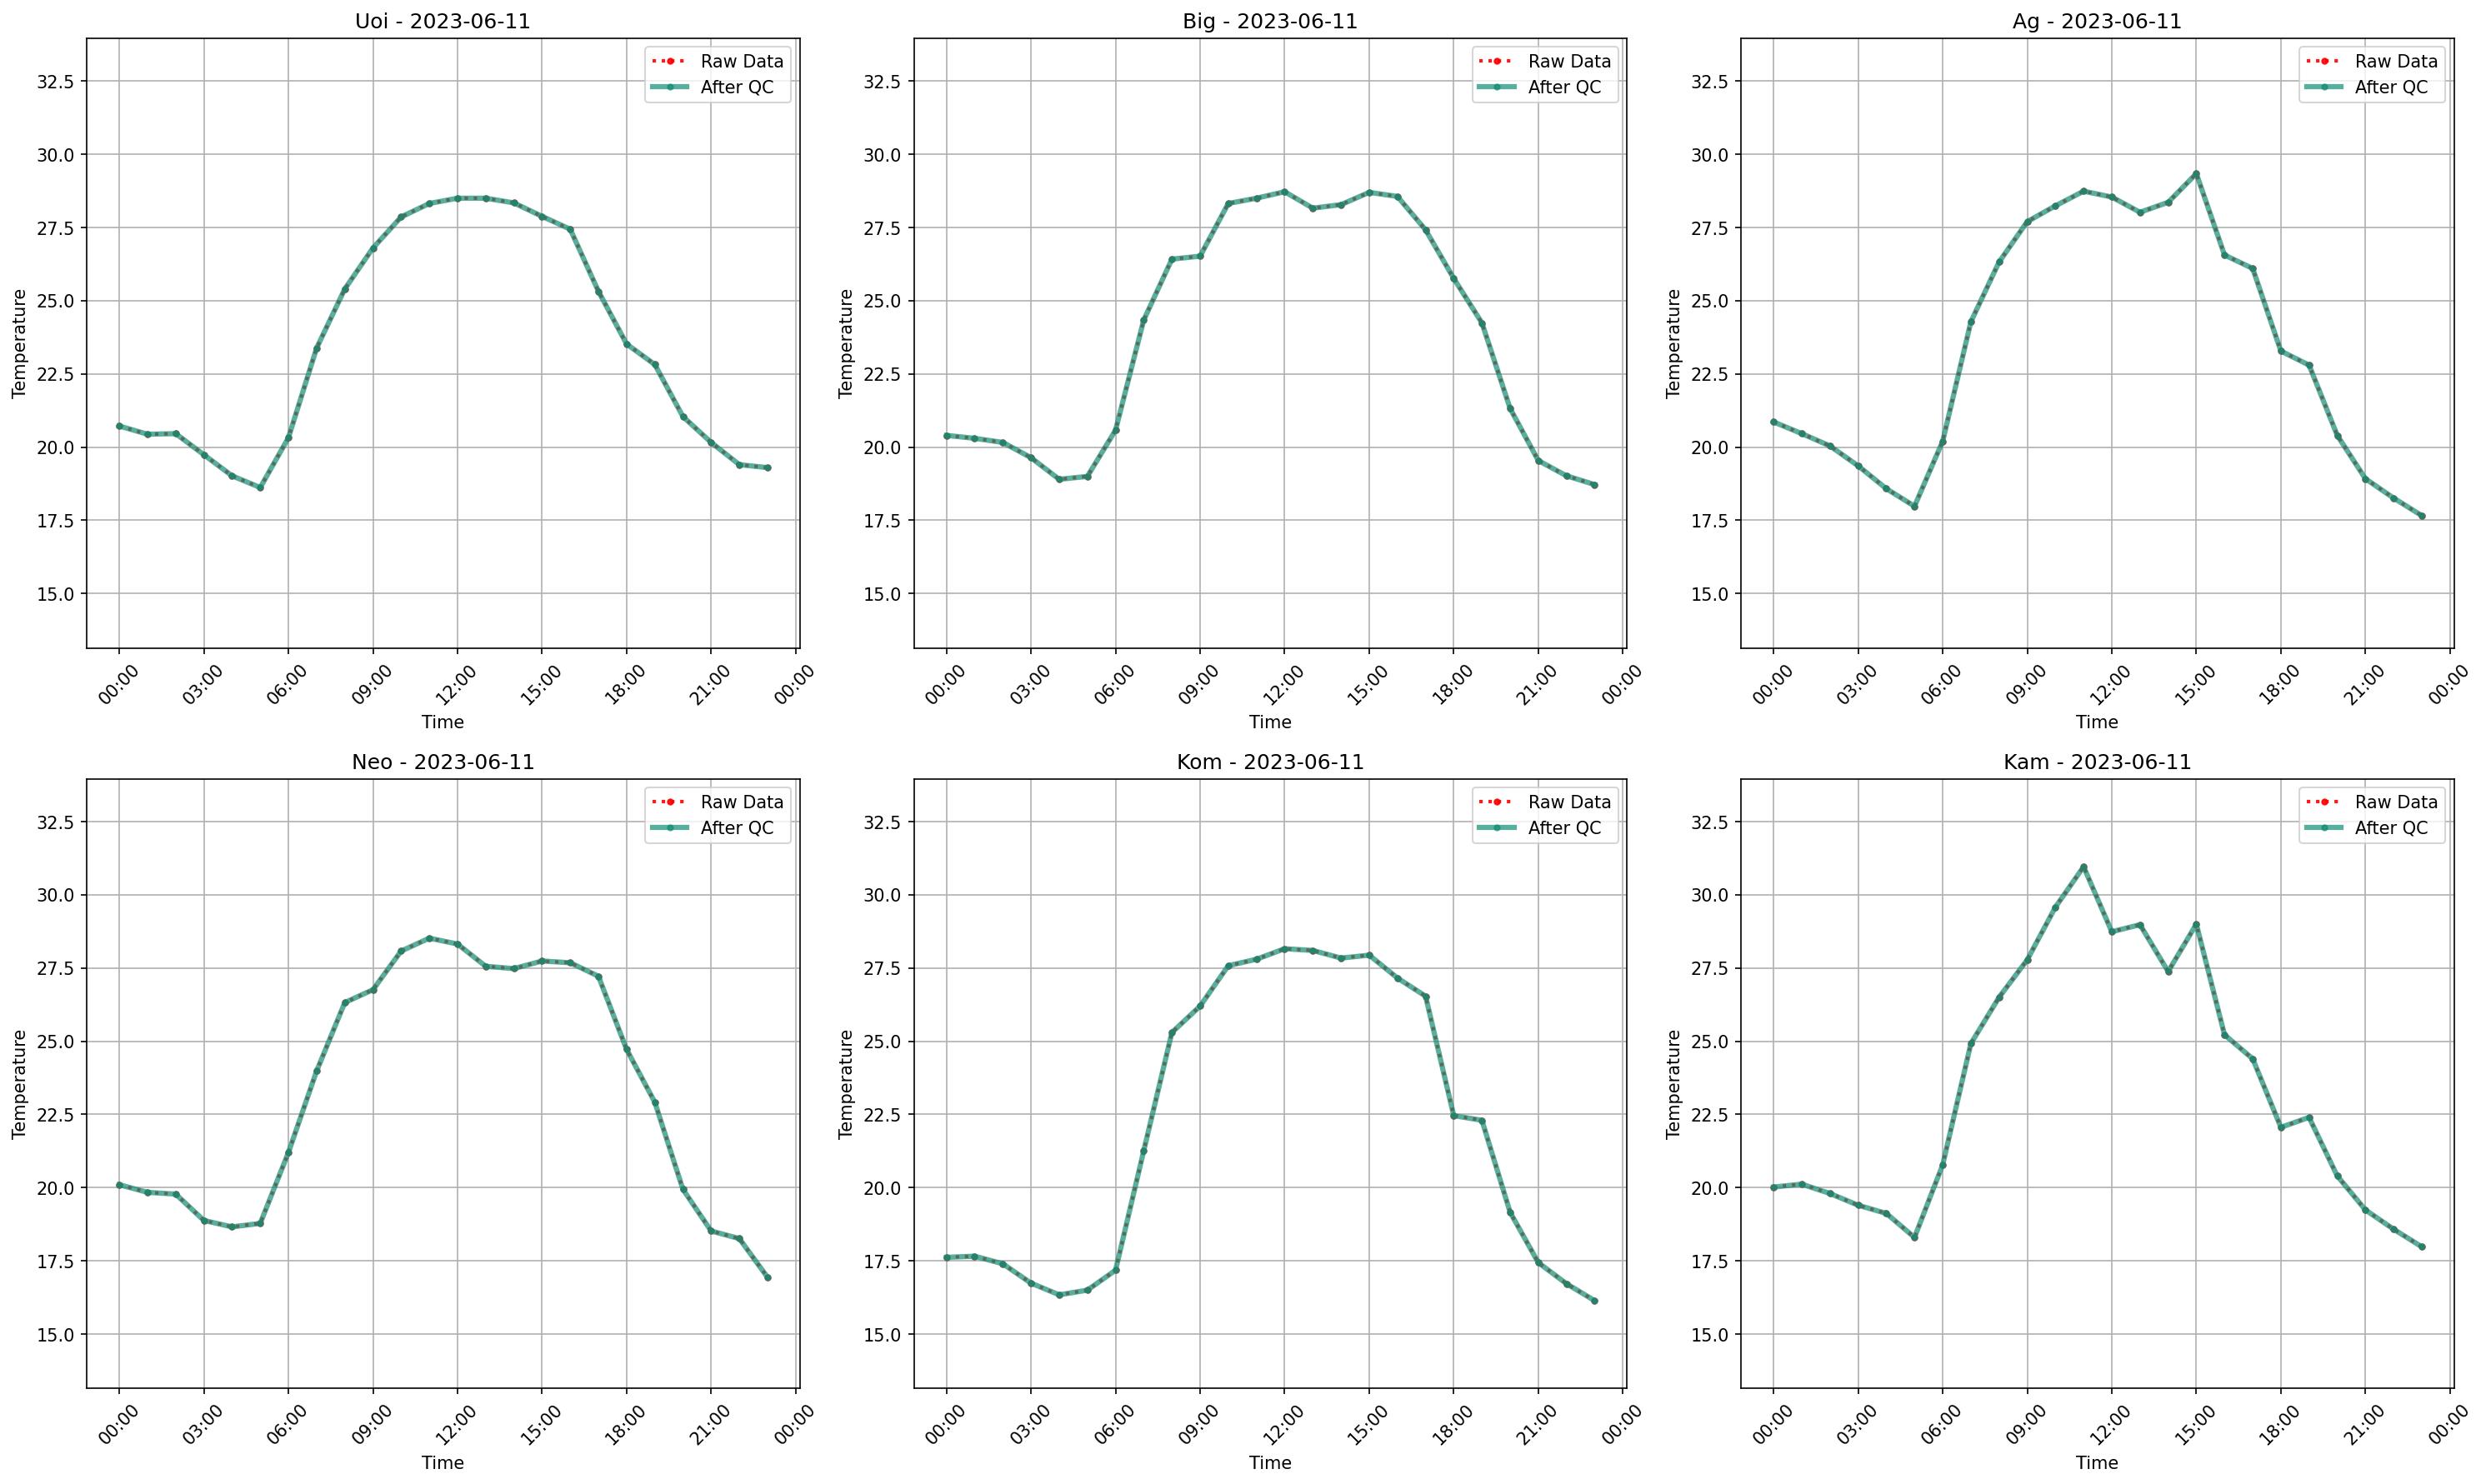 Uoi - 2023-06-11
Raw Data
After QC
32.5
30.0
27.5
25.0
22.5
20.0
17.5
15.0
Temperature
00:00 03:00 06:00 09:00 12:00 15:00 18:00 21:00 00:00
Time
Big - 2023-06-11
Raw Data
After QC
32.5
30.0
27.5
25.0
22.5
20.0
17.5
15.0
Temperature
00:00 03:00 06:00 09:00 12:00 15:00 18:00 21:00 00:00
Time
Ag - 2023-06-11
Raw Data
After QC
32.5
30.0
27.5
25.0
22.5
20.0
17.5
15.0
Temperature
00:00 03:00 06:00 09:00 12:00 15:00 18:00 21:00 00:00
Time
Neo - 2023-06-11
Raw Data
After QC
32.5
30.0
27.5
25.0
22.5
20.0
17.5
15.0
Temperature
00:00 03:00 06:00 09:00 12:00 15:00 18:00 21:00 00:00
Time
Kom - 2023-06-11
Raw Data
After QC
32.5
30.0
27.5
25.0
22.5
20.0
17.5
15.0
Temperature
00:00 03:00 06:00 09:00 12:00 15:00 18:00 21:00 00:00
Time
Kam - 2023-06-11
Raw Data
After QC
32.5
30.0
27.5
25.0
22.5
20.0
17.5
15.0
Temperature
00:00 03:00 06:00 09:00 12:00 15:00 18:00 21:00 00:00
Time